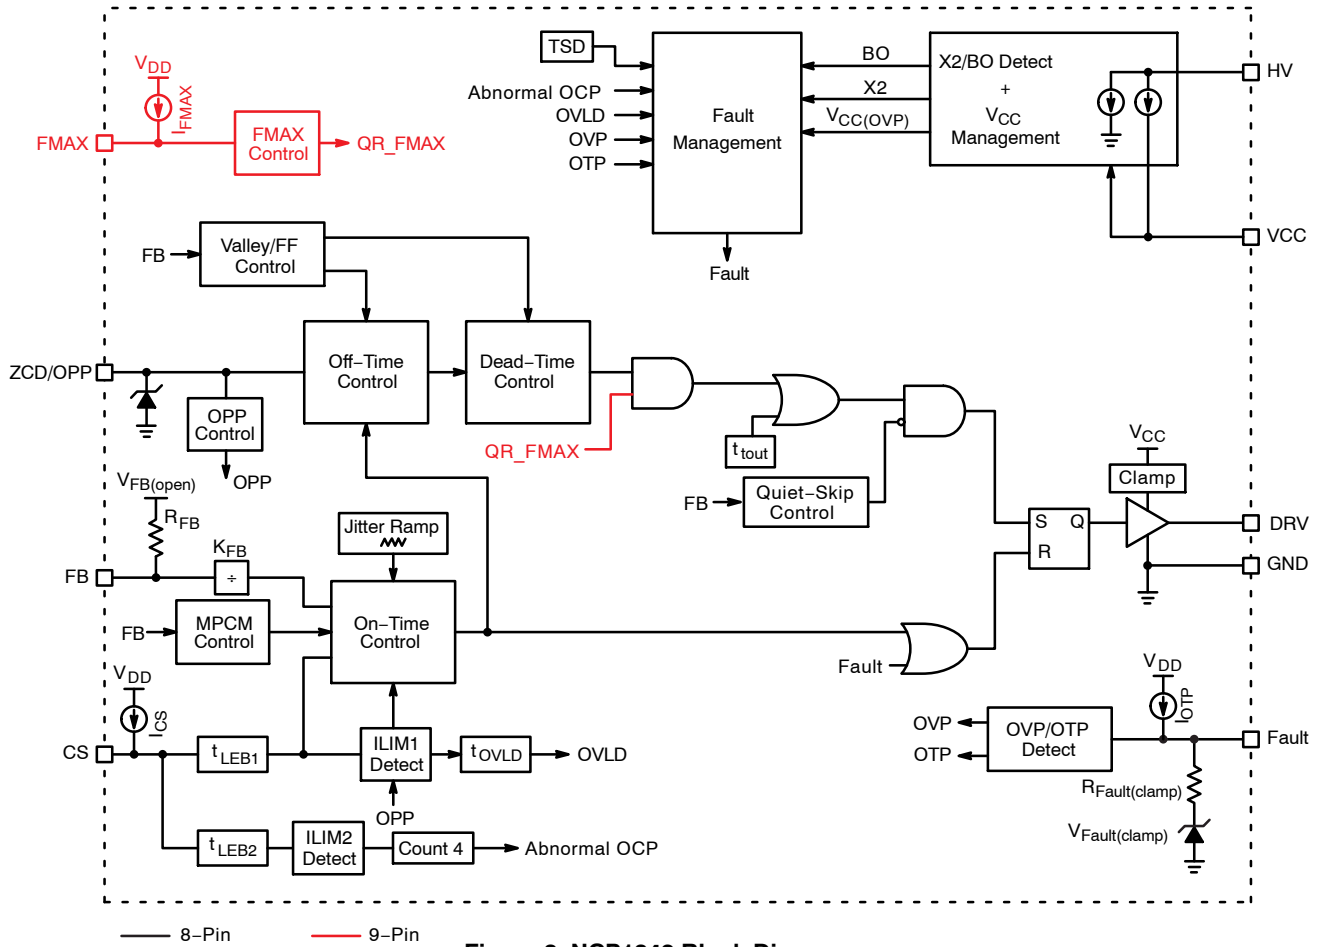 TSD
BO
X2
VCC(OVP)
X2/BO Detect
+
VCC
Management
HV
Abnormal OCP
OVLD
OVP
OTP
Fault
Management
Fault
VCC
VDD
IFMAX
FMAX
FMAX
Control
QR_FMAX
FB
Valley/FF
Control
ZCD/OPP
Off-Time
Control
Dead-Time
Control
OPP
Control
OPP
QR_FMAX
ttout
FB
Quiet-Skip
Control
VCC
Clamp
S
Q
R
DRV
GND
VFB(open)
RFB
KFB
FB
÷
Jitter Ramp
FB
MPCM
Control
On-Time
Control
Fault
VDD
ICS
CS
tLEB1
ILIM1
Detect
tOVLD
OVLD
OPP
tLEB2
ILIM2
Detect
Count 4
Abnormal OCP
VDD
IOTP
OVP
OTP
OVP/OTP
Detect
Fault
RFault(clamp)
VFault(clamp)
8-Pin
9-Pin